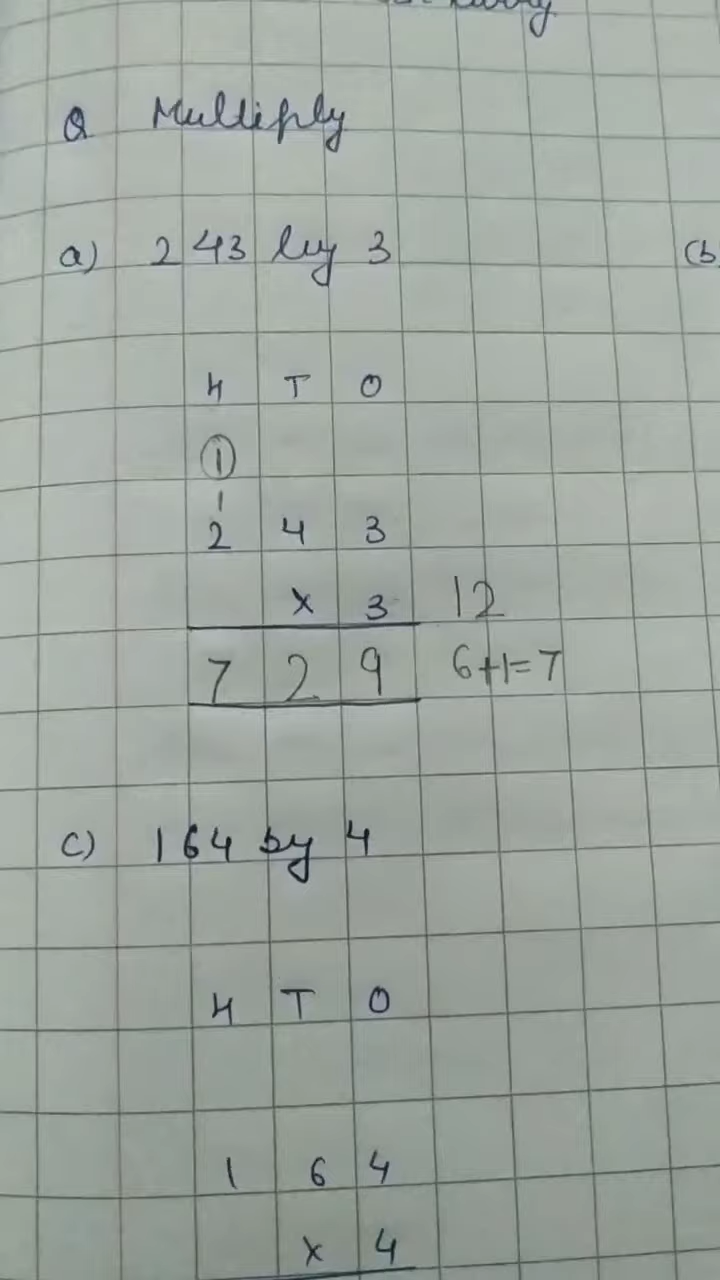 Q Multiply
a) 243 by 3
(b
H T O
1
1
2 4 3
x 3 12
7 2 9 6+1=7
c) 164 by 4
H T O
1 6 4
x 4